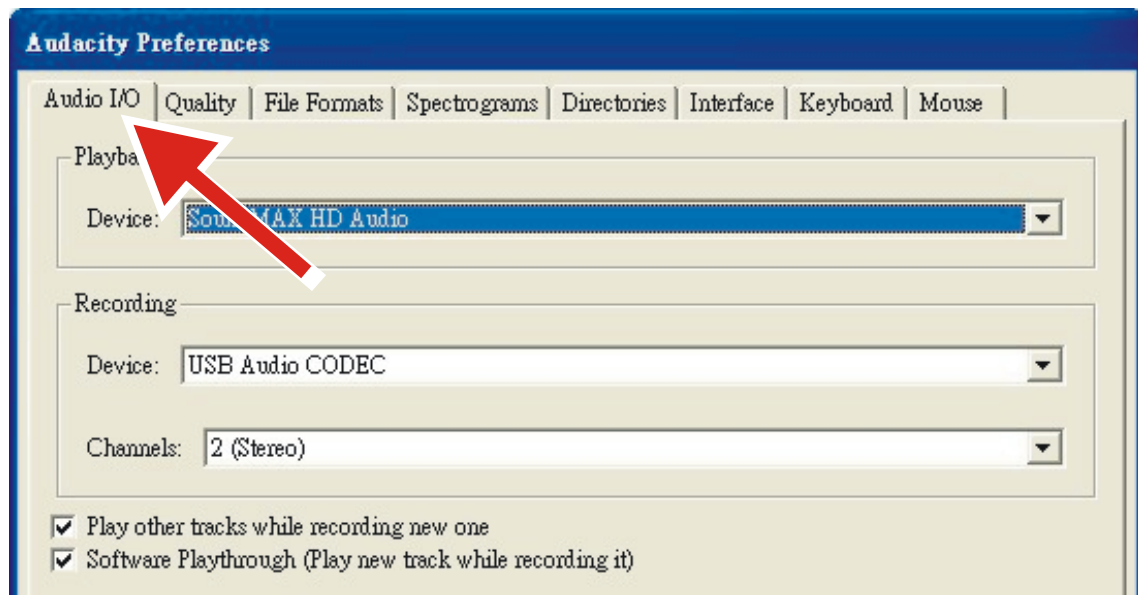 Audacity Preferences
Audio I/O Quality File Formats Spectrograms Directories Interface Keyboard Mouse
Device: MAX HD Audio
Recording
Device: USB Audio CODEC
Channels: 2 (Stereo)
Play other tracks while recording new one
Software Playthrough (Play new track while recording it)